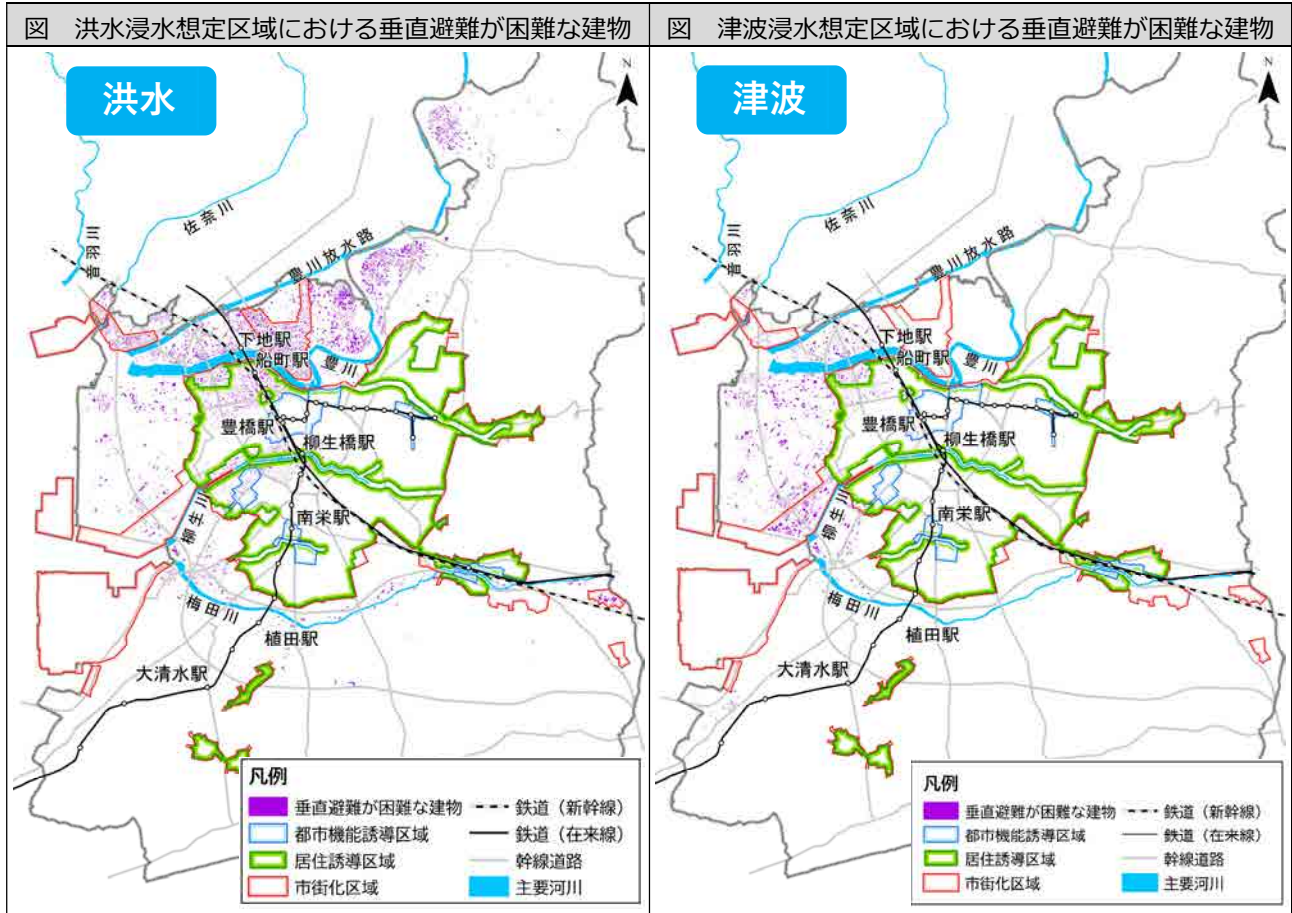 図 洪水浸水想定区域における垂直避難が困難な建物
洪水
N
音羽川
佐奈川
豊川放水路
下地駅
船町駅
豊川
豊橋駅
柳生橋駅
柳生川
南栄駅
梅田川
植田駅
大清水駅
凡例
垂直避難が困難な建物
鉄道（新幹線）
都市機能誘導区域
鉄道（在来線）
居住誘導区域
幹線道路
市街化区域
主要河川
図 津波浸水想定区域における垂直避難が困難な建物
津波
N
音羽川
佐奈川
豊川放水路
下地駅
船町駅
豊川
豊橋駅
柳生橋駅
柳生川
南栄駅
梅田川
植田駅
大清水駅
凡例
垂直避難が困難な建物
鉄道（新幹線）
都市機能誘導区域
鉄道（在来線）
居住誘導区域
幹線道路
市街化区域
主要河川